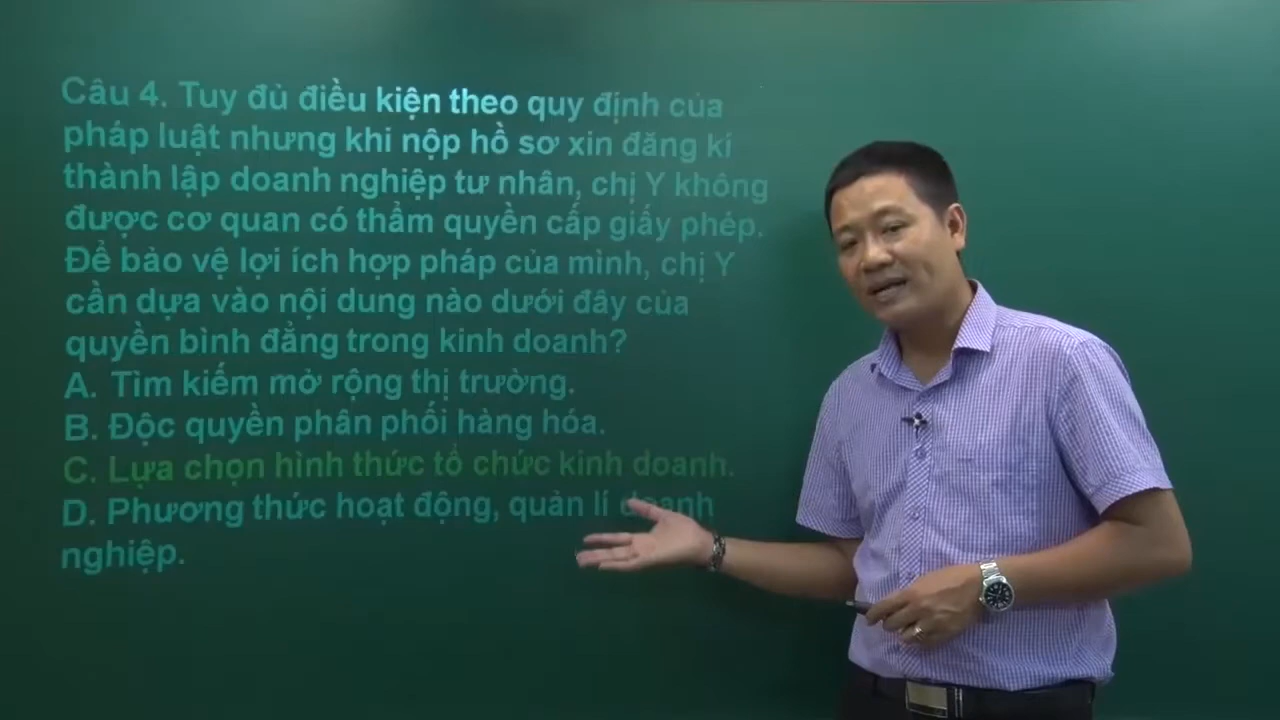 Câu 4. Tuy đủ điều kiện theo quy định của
pháp luật nhưng khi nộp hồ sơ xin đăng kí
thành lập doanh nghiệp tư nhân, chị Y không
được cơ quan có thẩm quyền cấp giấy phép.
Để bảo vệ lợi ích hợp pháp của mình, chị Y
cần dựa vào nội dung nào dưới đây của
quyền bình đẳng trong kinh doanh?
A. Tìm kiếm mở rộng thị trường.
B. Độc quyền phân phối hàng hóa.
C. Lựa chọn hình thức tổ chức kinh doanh.
D. Phương thức hoạt động, quản lí doanh
nghiệp.